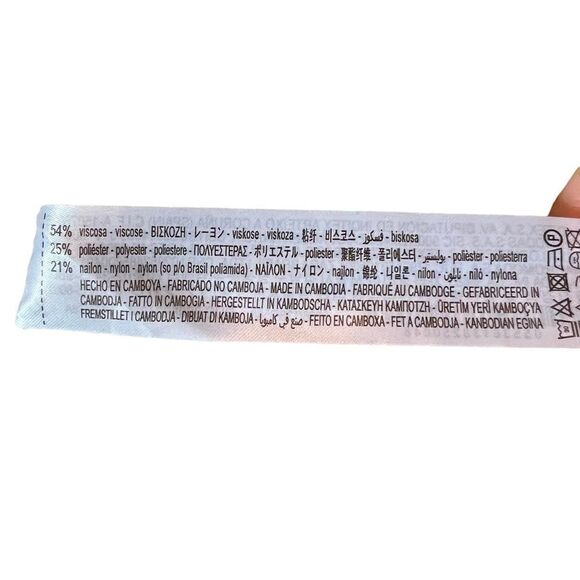 54% viscosa - viscose - ΒΙΣΚΟΖΗ - レーヨン - viskose - viskoza - 粘纤 - 비스코스 - فسكوز - biskosa
25% poliéster - polyester - poliestere - ΠΟΛΥΕΣΤΕΡΑΣ - ポリエステル - poliester - 聚酯纤维 - 폴리에스터 - بوليستير - polièster - poliesterra
21% nailon - nylon - nylon (so p/o Brasil poliamida) - ΝΑΪΛΟΝ - ナイロン - najlon - 锦纶 - 나일론 - nilon - نايلون - niló - nylona
HECHO EN CAMBOYA - FABRICADO NO CAMBOJA - MADE IN CAMBODIA - FABRIQUÉ AU CAMBODGE - GEFABRICEERD IN
CAMBODJA - FATTO IN CAMBOGIA - HERGESTELLT IN KAMBODSCHA - ΚΑΤΑΣΚΕΥΗ ΚΑΜΠΟΤΖΗ - ÜRETİM YERİ KAMBOÇYA
FREMSTILLET I CAMBODJA - DIBUAT DI KAMBOJA - صنع في كامبوديا - FEITO EN CAMBOXA - FET A CAMBODJA - KANBODIAN EGINA